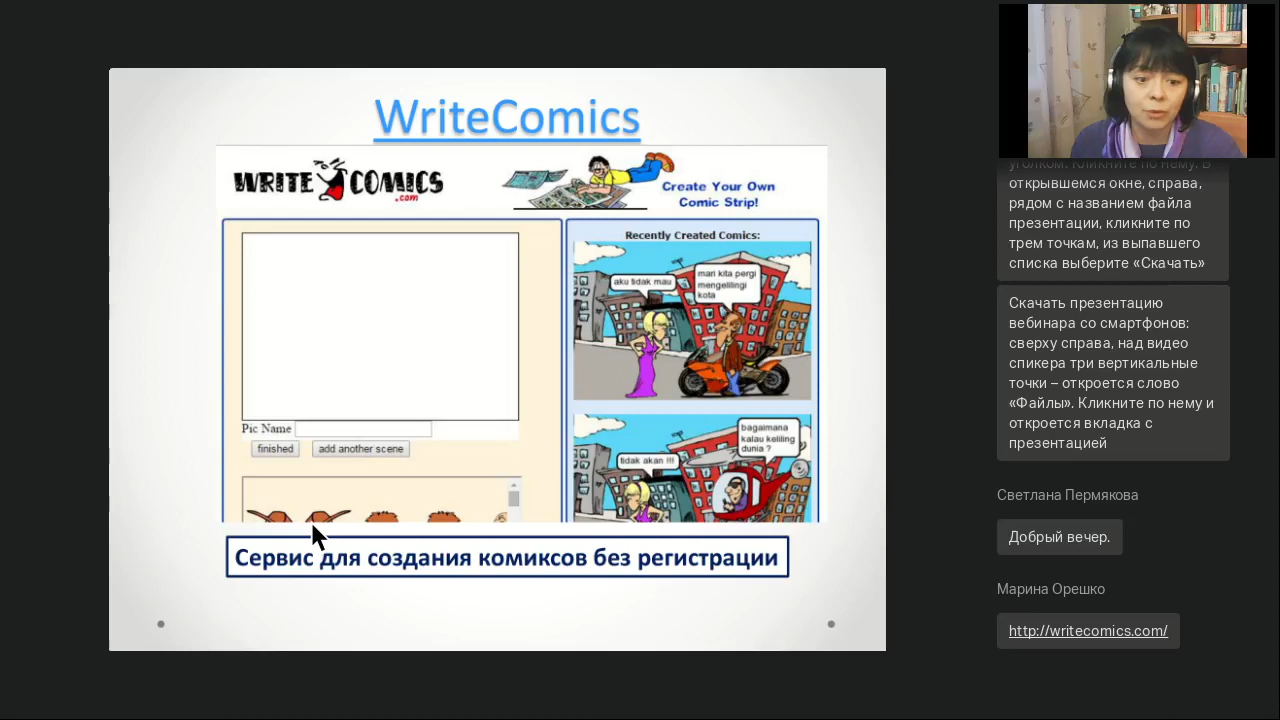 WriteComics
WRITE COMICS
.com
Create Your Own
Comic Strip!
Recently Created Comics:
aku tidak mau
mari kita pergi
mengelilingi
kota
Pic Name
finished
add another scene
tidak akan !!!
bagaimana
kalau keliling
dunia ?
Сервис для создания комиксов без регистрации
уголком. Кликните по нему. В
открывшемся окне, справа,
рядом с названием файла
презентации, кликните по
трем точкам, из выпавшего
списка выберите «Скачать»
Скачать презентацию
вебинара со смартфонов:
сверху справа, над видео
спикера три вертикальные
точки – откроется слово
«Файлы». Кликните по нему и
откроется вкладка с
презентацией
Светлана Пермякова
Добрый вечер.
Марина Орешко
http://writecomics.com/